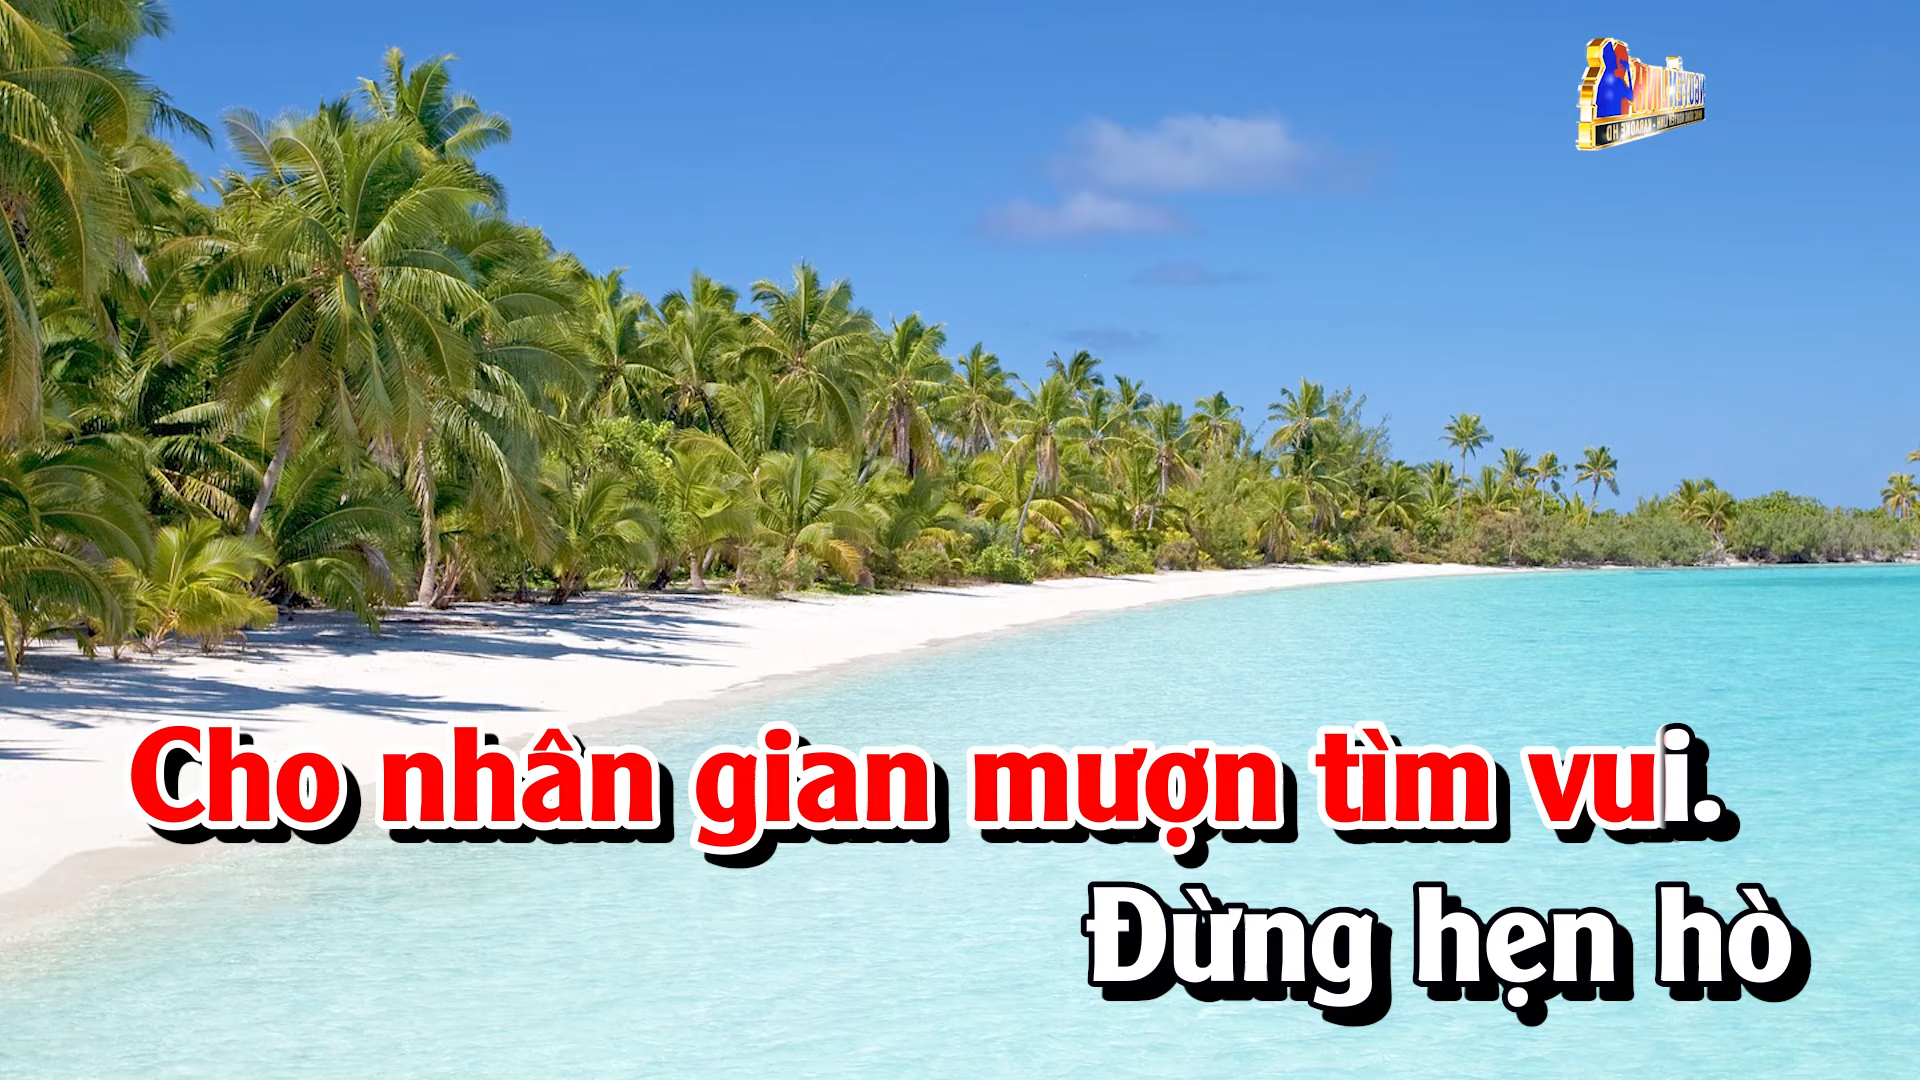 Cho nhân gian mượn tìm vui.
Đừng hẹn hò